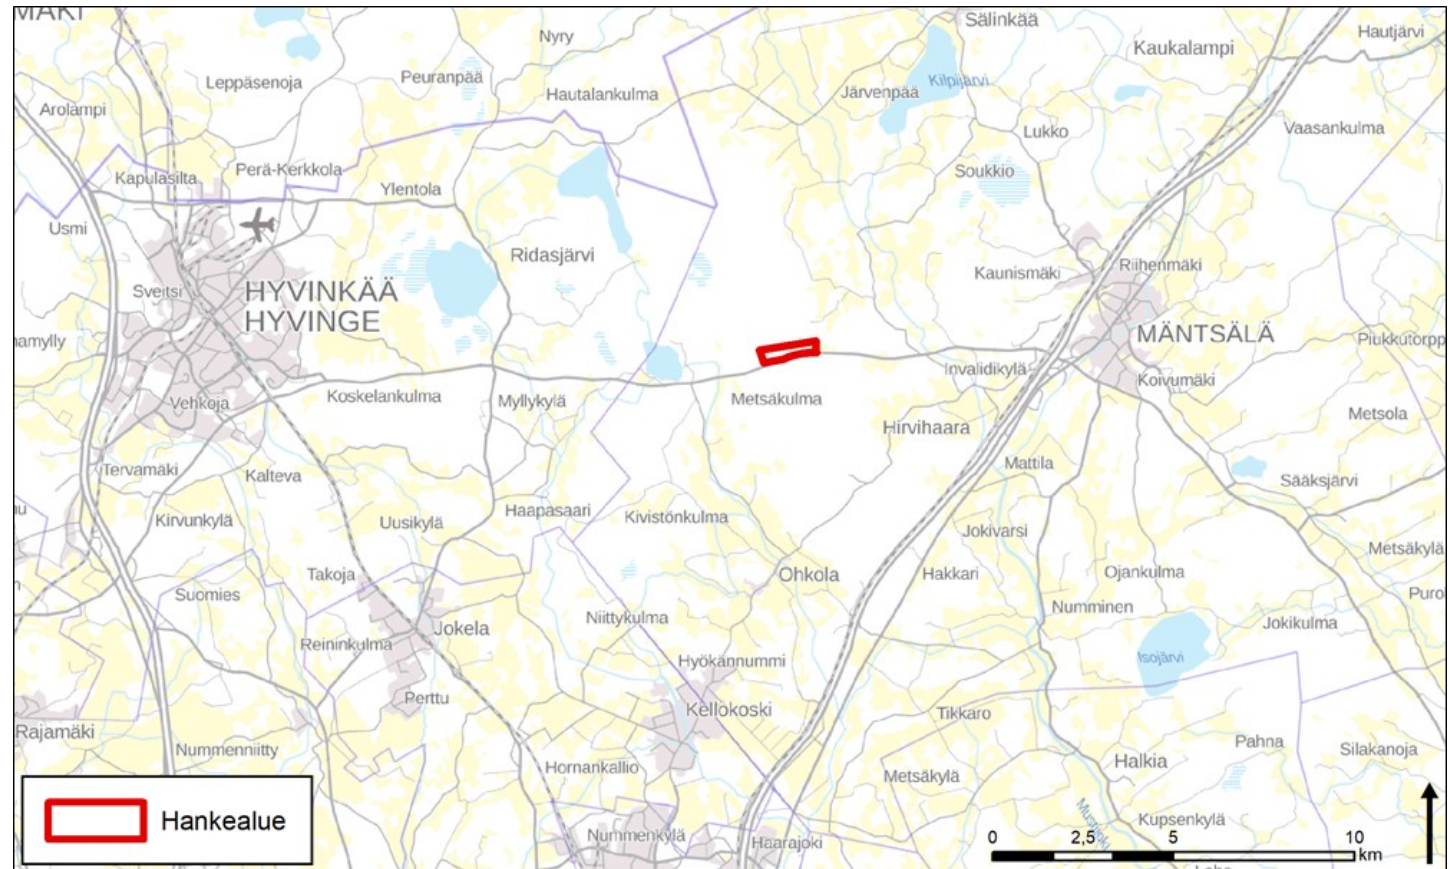 MÄKI
Nyry
Sälinkää
Hautjärvi
Kaukalampi
Leppäsenoja
Peuranpää
Hautalankulma
Järvenpää
Kilpijärvi
Arolampi
Lukko
Vaasankulma
Kapulasilta
Perä-Kerkkola
Ylentola
Soukkio
Usmi
Ridasjärvi
Kaunismäki
Riihenmäki
Sveitsi
HYVINKÄÄ
HYVINGE
MÄNTSÄLÄ
namylly
Piukkutorpp
Invalidikylä
Koivumäki
Koskelankulma
Myllykylä
Metsäkulma
Vehkoja
Metsola
Hirvihaara
Tervamäki
Kalteva
Mattila
Sääksjärvi
Kirvunkylä
Uusikylä
Haapasaari
Kivistönkulma
Jokivarsi
Metsäkylä
Takoja
Ohkola
Hakkari
Ojankulma
Suomies
Numminen
Puro
Niittykulma
Jokikulma
Jokela
Reininkulma
Hyökännummi
Isojärvi
Perttu
Kellokoski
Tikkaro
Rajamäki
Nummenniitty
Pahna
Silakanoja
Hornankallio
Halkia
Metsäkylä
Mustijoki
Kupsenkylä
Nummenkylä
Haarajoki
Hankealue
0 2,5 5 10
km